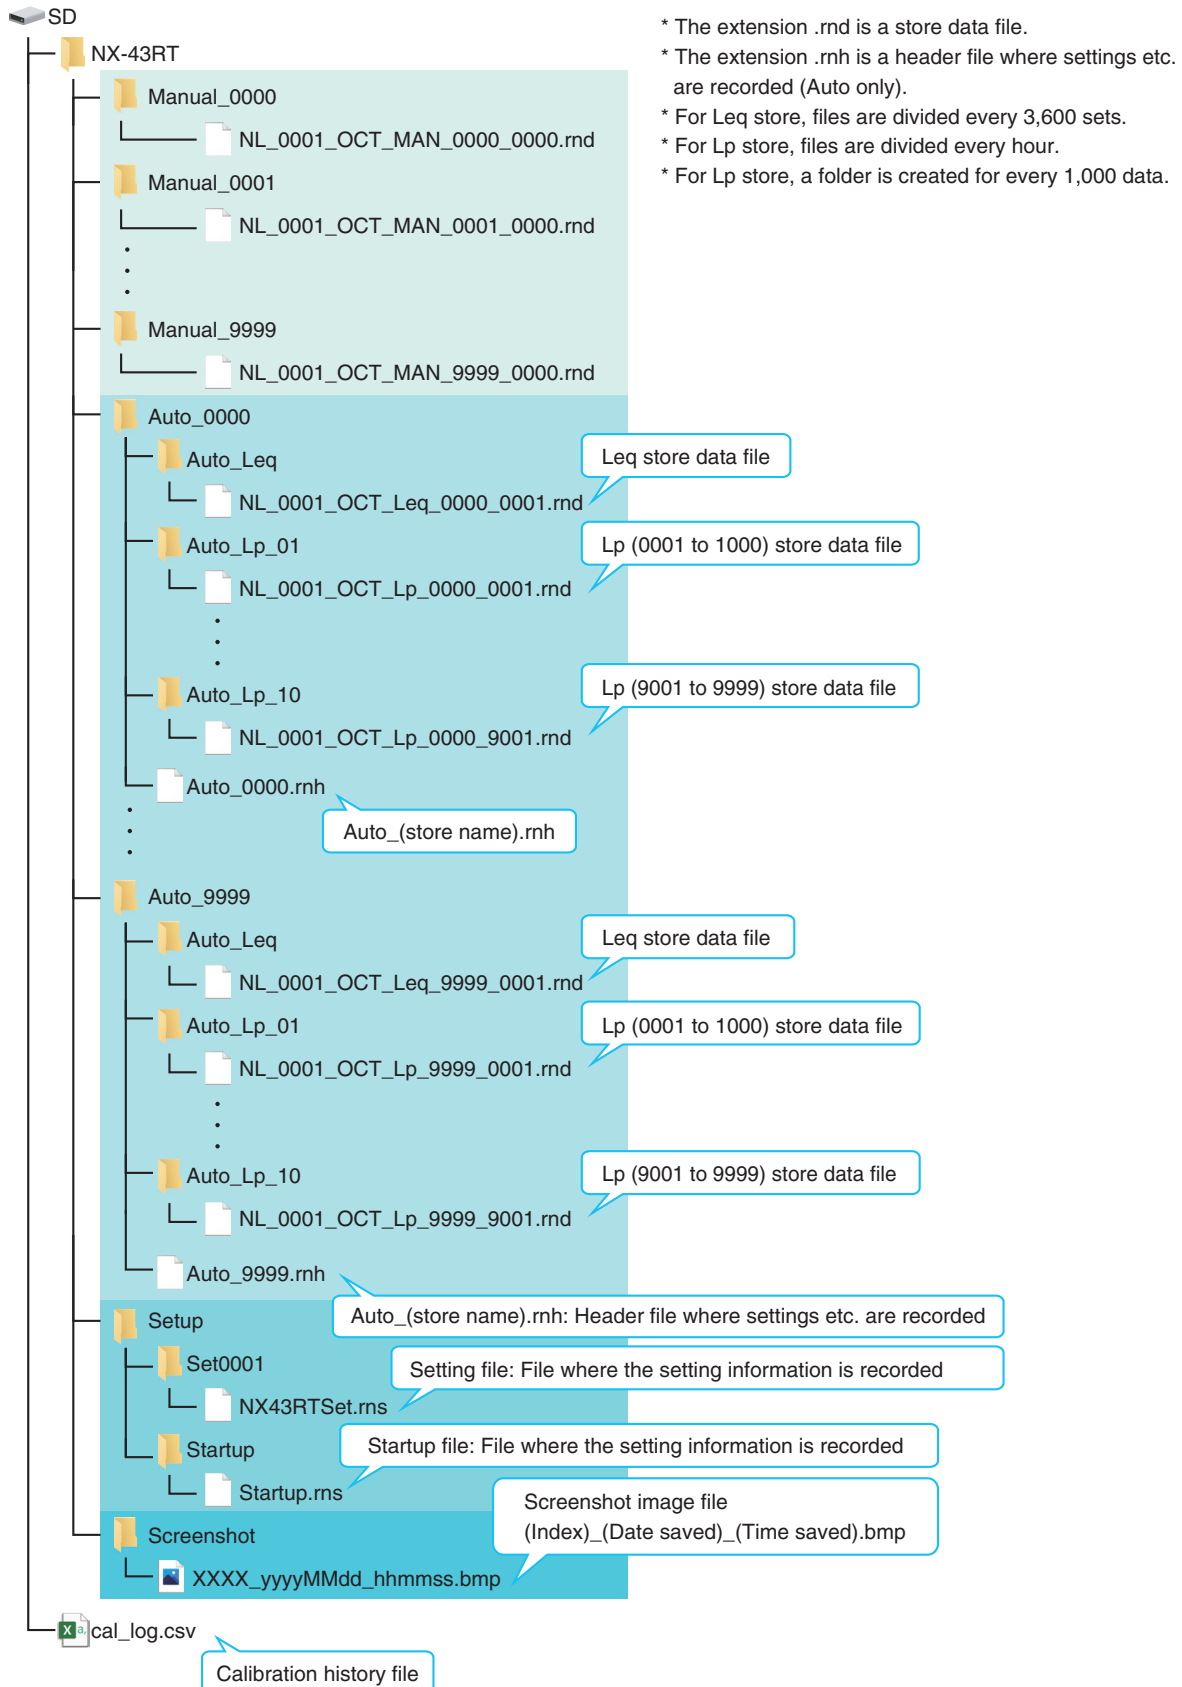 SD
NX-43RT
* The extension .rnd is a store data file.
* The extension .rnh is a header file where settings etc.
are recorded (Auto only).
* For Leq store, files are divided every 3,600 sets.
* For Lp store, files are divided every hour.
* For Lp store, a folder is created for every 1,000 data.
Manual_0000
NL_0001_OCT_MAN_0000_0000.rnd
Manual_0001
NL_0001_OCT_MAN_0001_0000.rnd
Manual_9999
NL_0001_OCT_MAN_9999_0000.rnd
Auto_0000
Auto_Leq
Leq store data file
NL_0001_OCT_Leq_0000_0001.rnd
Auto_Lp_01
Lp (0001 to 1000) store data file
NL_0001_OCT_Lp_0000_0001.rnd
Auto_Lp_10
Lp (9001 to 9999) store data file
NL_0001_OCT_Lp_0000_9001.rnd
Auto_0000.rnh
Auto_(store name).rnh
Auto_9999
Auto_Leq
Leq store data file
NL_0001_OCT_Leq_9999_0001.rnd
Auto_Lp_01
Lp (0001 to 1000) store data file
NL_0001_OCT_Lp_9999_0001.rnd
Auto_Lp_10
Lp (9001 to 9999) store data file
NL_0001_OCT_Lp_9999_9001.rnd
Auto_9999.rnh
Auto_(store name).rnh: Header file where settings etc. are recorded
Setup
Set0001
Setting file: File where the setting information is recorded
NX43RTSet.rns
Startup
Startup file: File where the setting information is recorded
Startup.rns
Screenshot image file
(Index)_(Date saved)_(Time saved).bmp
Screenshot
XXXX_yyyyMMdd_hhmmss.bmp
X a,
cal_log.csv
Calibration history file